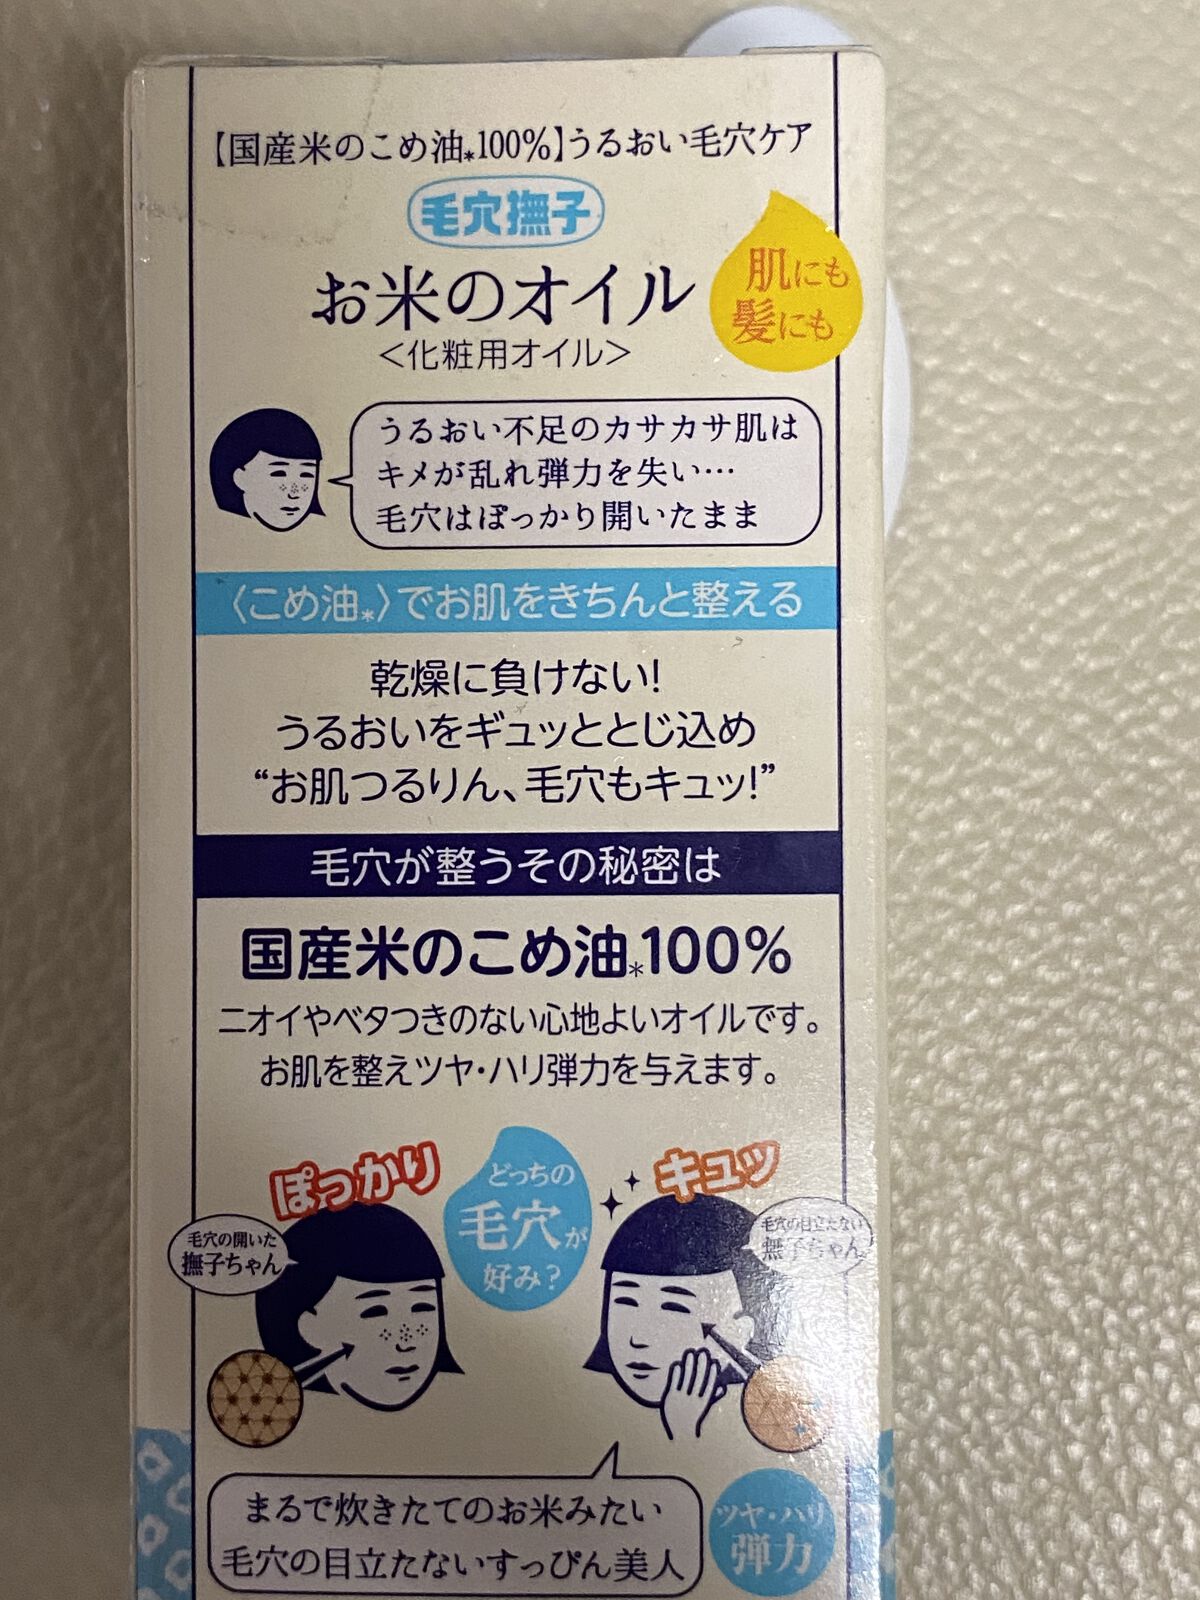 【国産米のこめ油*100%】うるおい毛穴ケア
毛穴撫子
お米のオイル
<化粧用オイル>
肌にも
髪にも
うるおい不足のカサカサ肌は
キメが乱れ弾力を失い…
毛穴はぽっかり開いたまま
〈こめ油*〉でお肌をきちんと整える
乾燥に負けない!
うるおいをギュッととじ込め
“お肌つるりん、毛穴もキュッ!”
毛穴が整うその秘密は
国産米のこめ油*100%
ニオイやベタつきのない心地よいオイルです。
お肌を整えツヤ・ハリ弾力を与えます。
ぽっかり
どっちの
毛穴が
好み?
キュッ
毛穴の開いた
撫子ちゃん
毛穴の目立たない
撫子ちゃん
まるで炊きたてのお米みたい
毛穴の目立たないすっぴん美人
ツヤ・ハリ
弾力